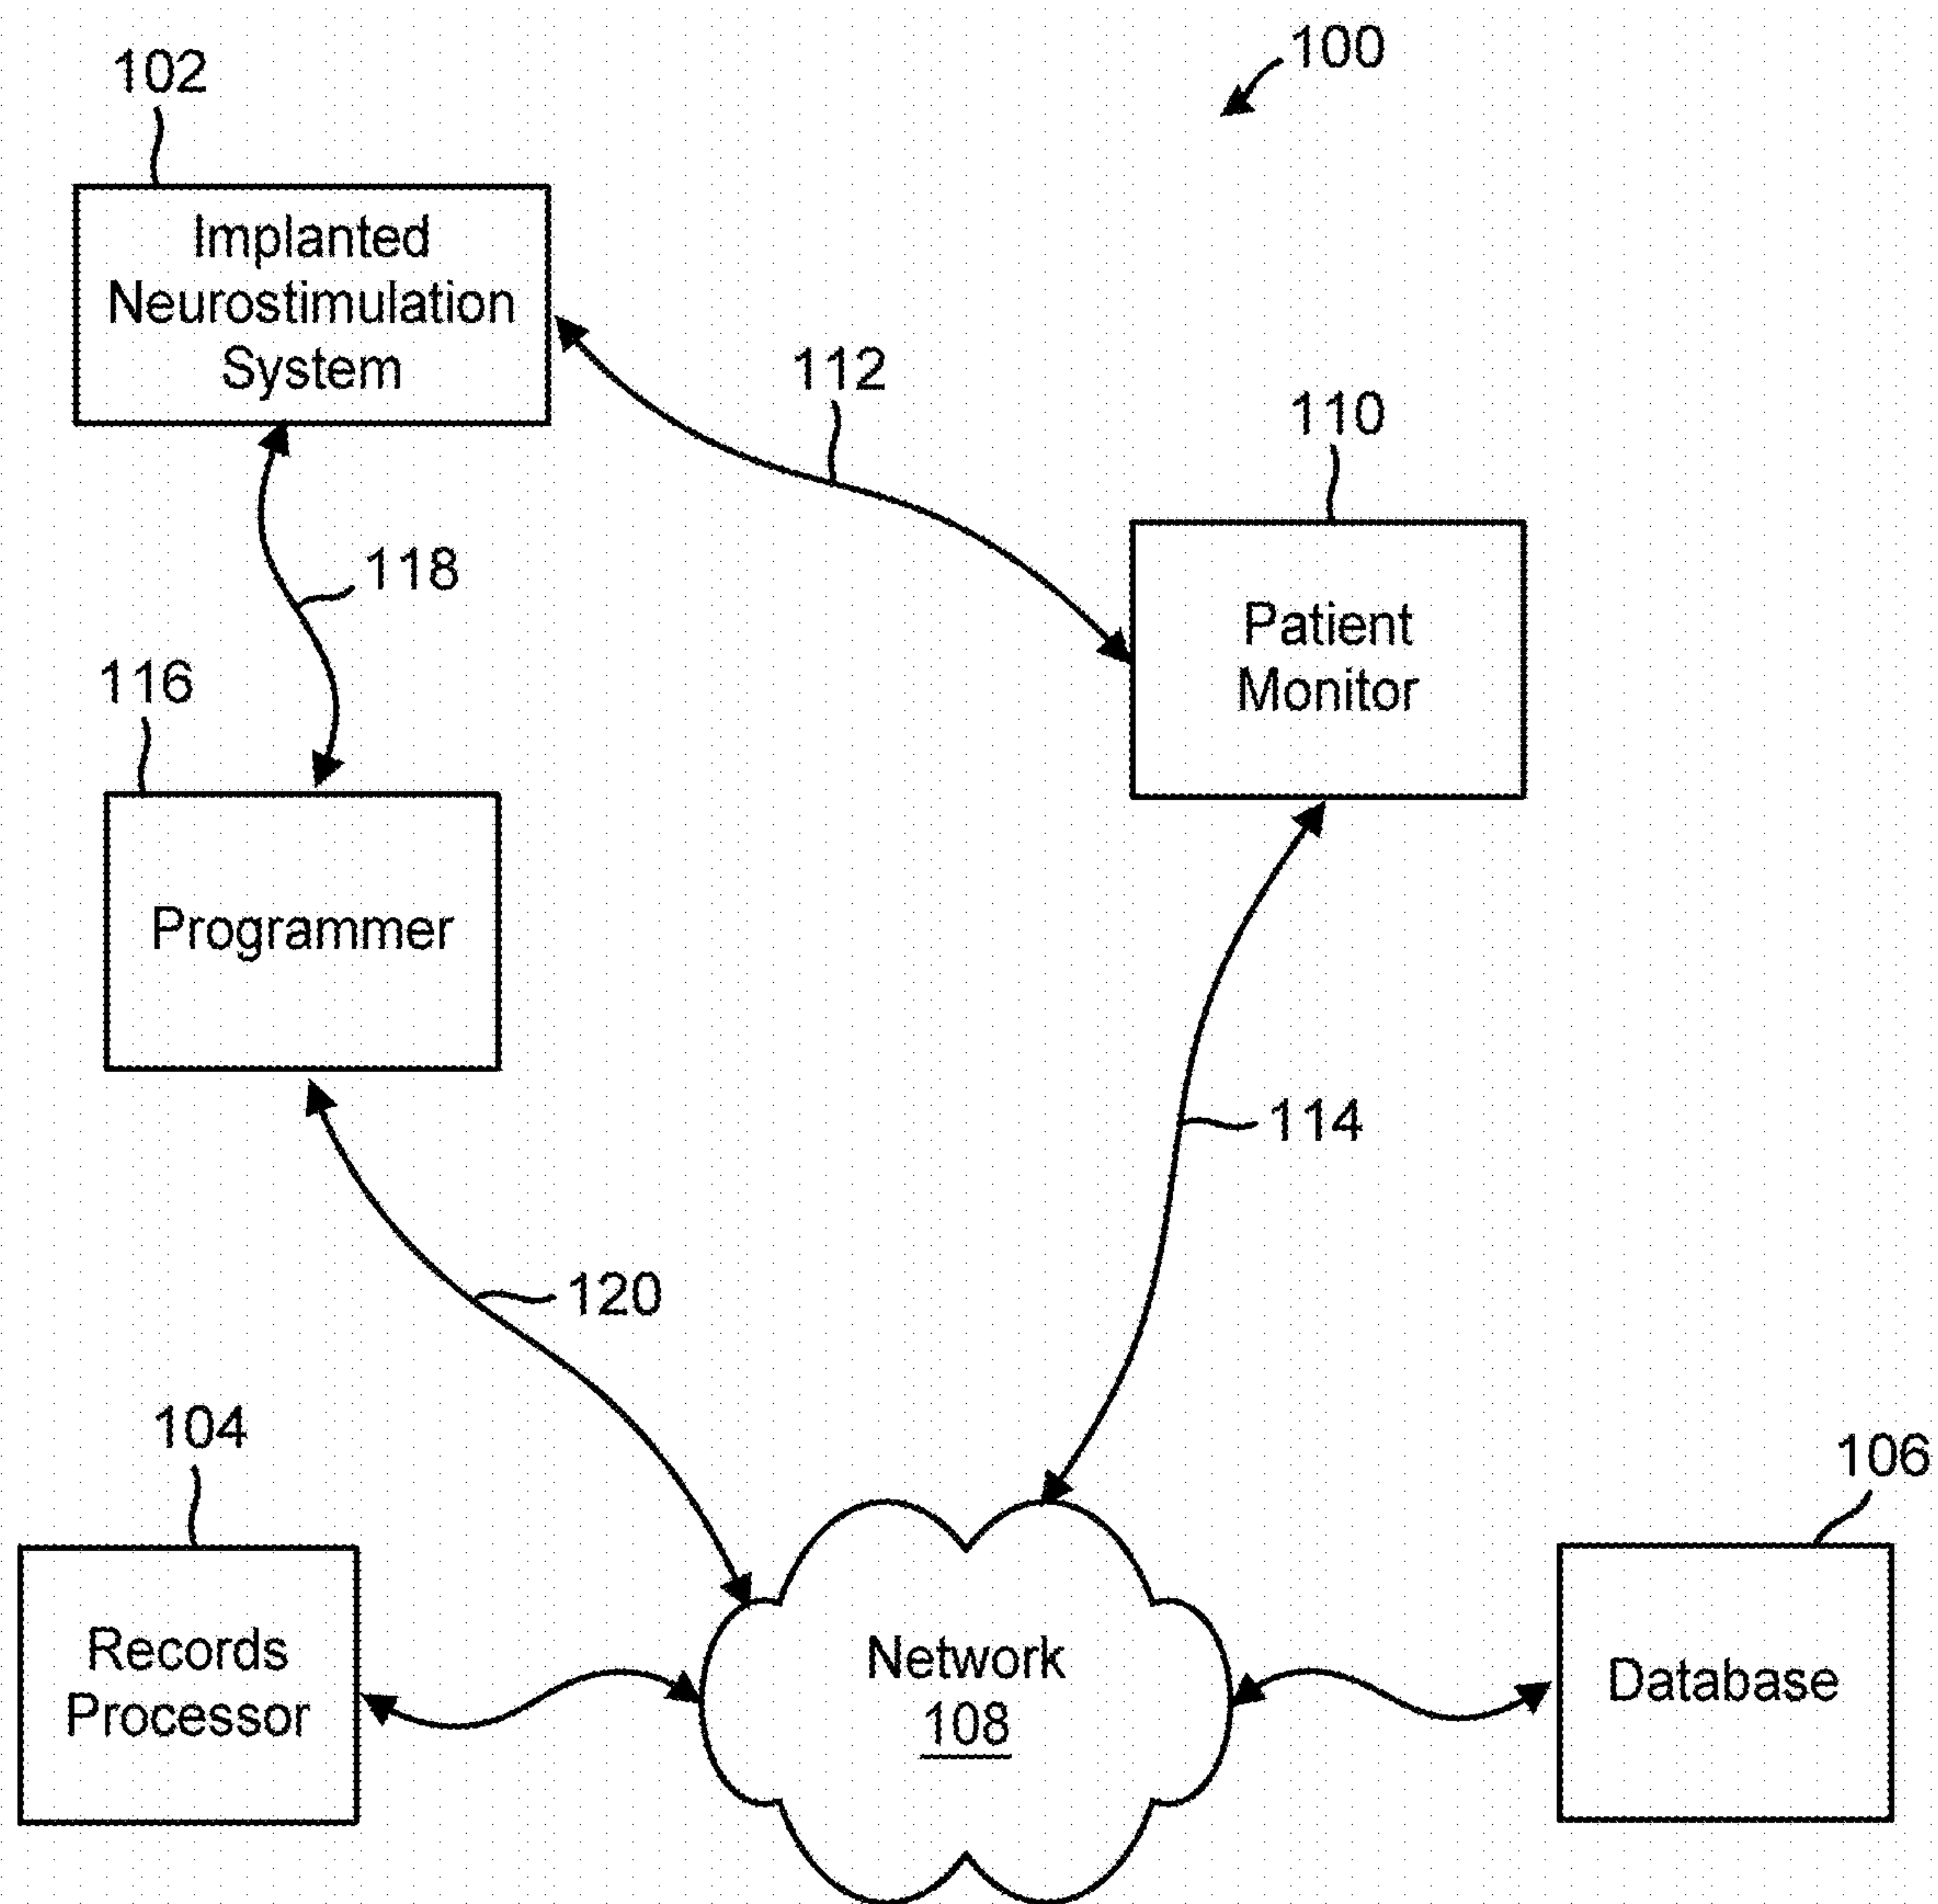 100
102
Implanted
Neurostimulation
System
112
110
118
Patient
Monitor
116
Programmer
114
120
104
106
Records
Processor
Network
108
Database